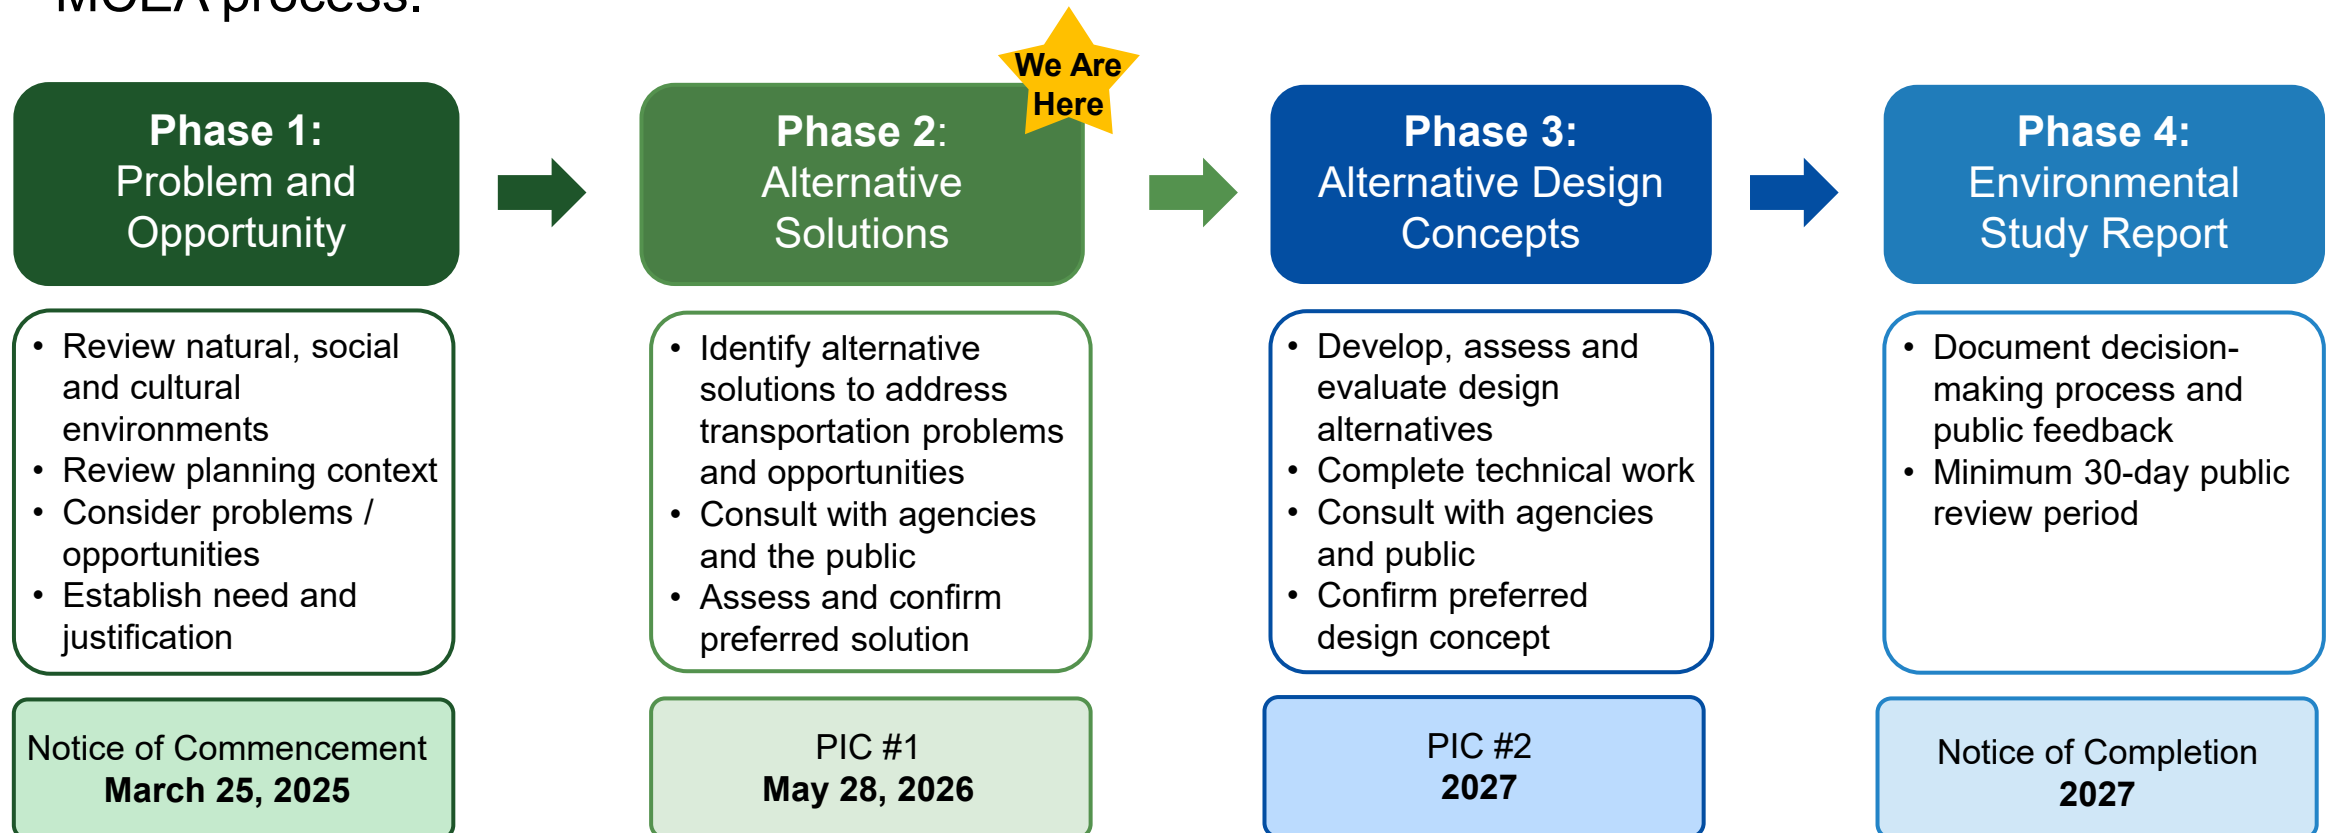 MCEA process:
We Are
Here
Phase 1:
Problem and
Opportunity
Phase 2:
Alternative
Solutions
Phase 3:
Alternative Design
Concepts
Phase 4:
Environmental
Study Report
• Review natural, social
and cultural
environments
• Review planning context
• Consider problems /
opportunities
• Establish need and
justification
• Identify alternative
solutions to address
transportation problems
and opportunities
• Consult with agencies
and the public
• Assess and confirm
preferred solution
• Develop, assess and
evaluate design
alternatives
• Complete technical work
• Consult with agencies
and public
• Confirm preferred
design concept
• Document decision-
making process and
public feedback
• Minimum 30-day public
review period
Notice of Commencement
March 25, 2025
PIC #1
May 28, 2026
PIC #2
2027
Notice of Completion
2027